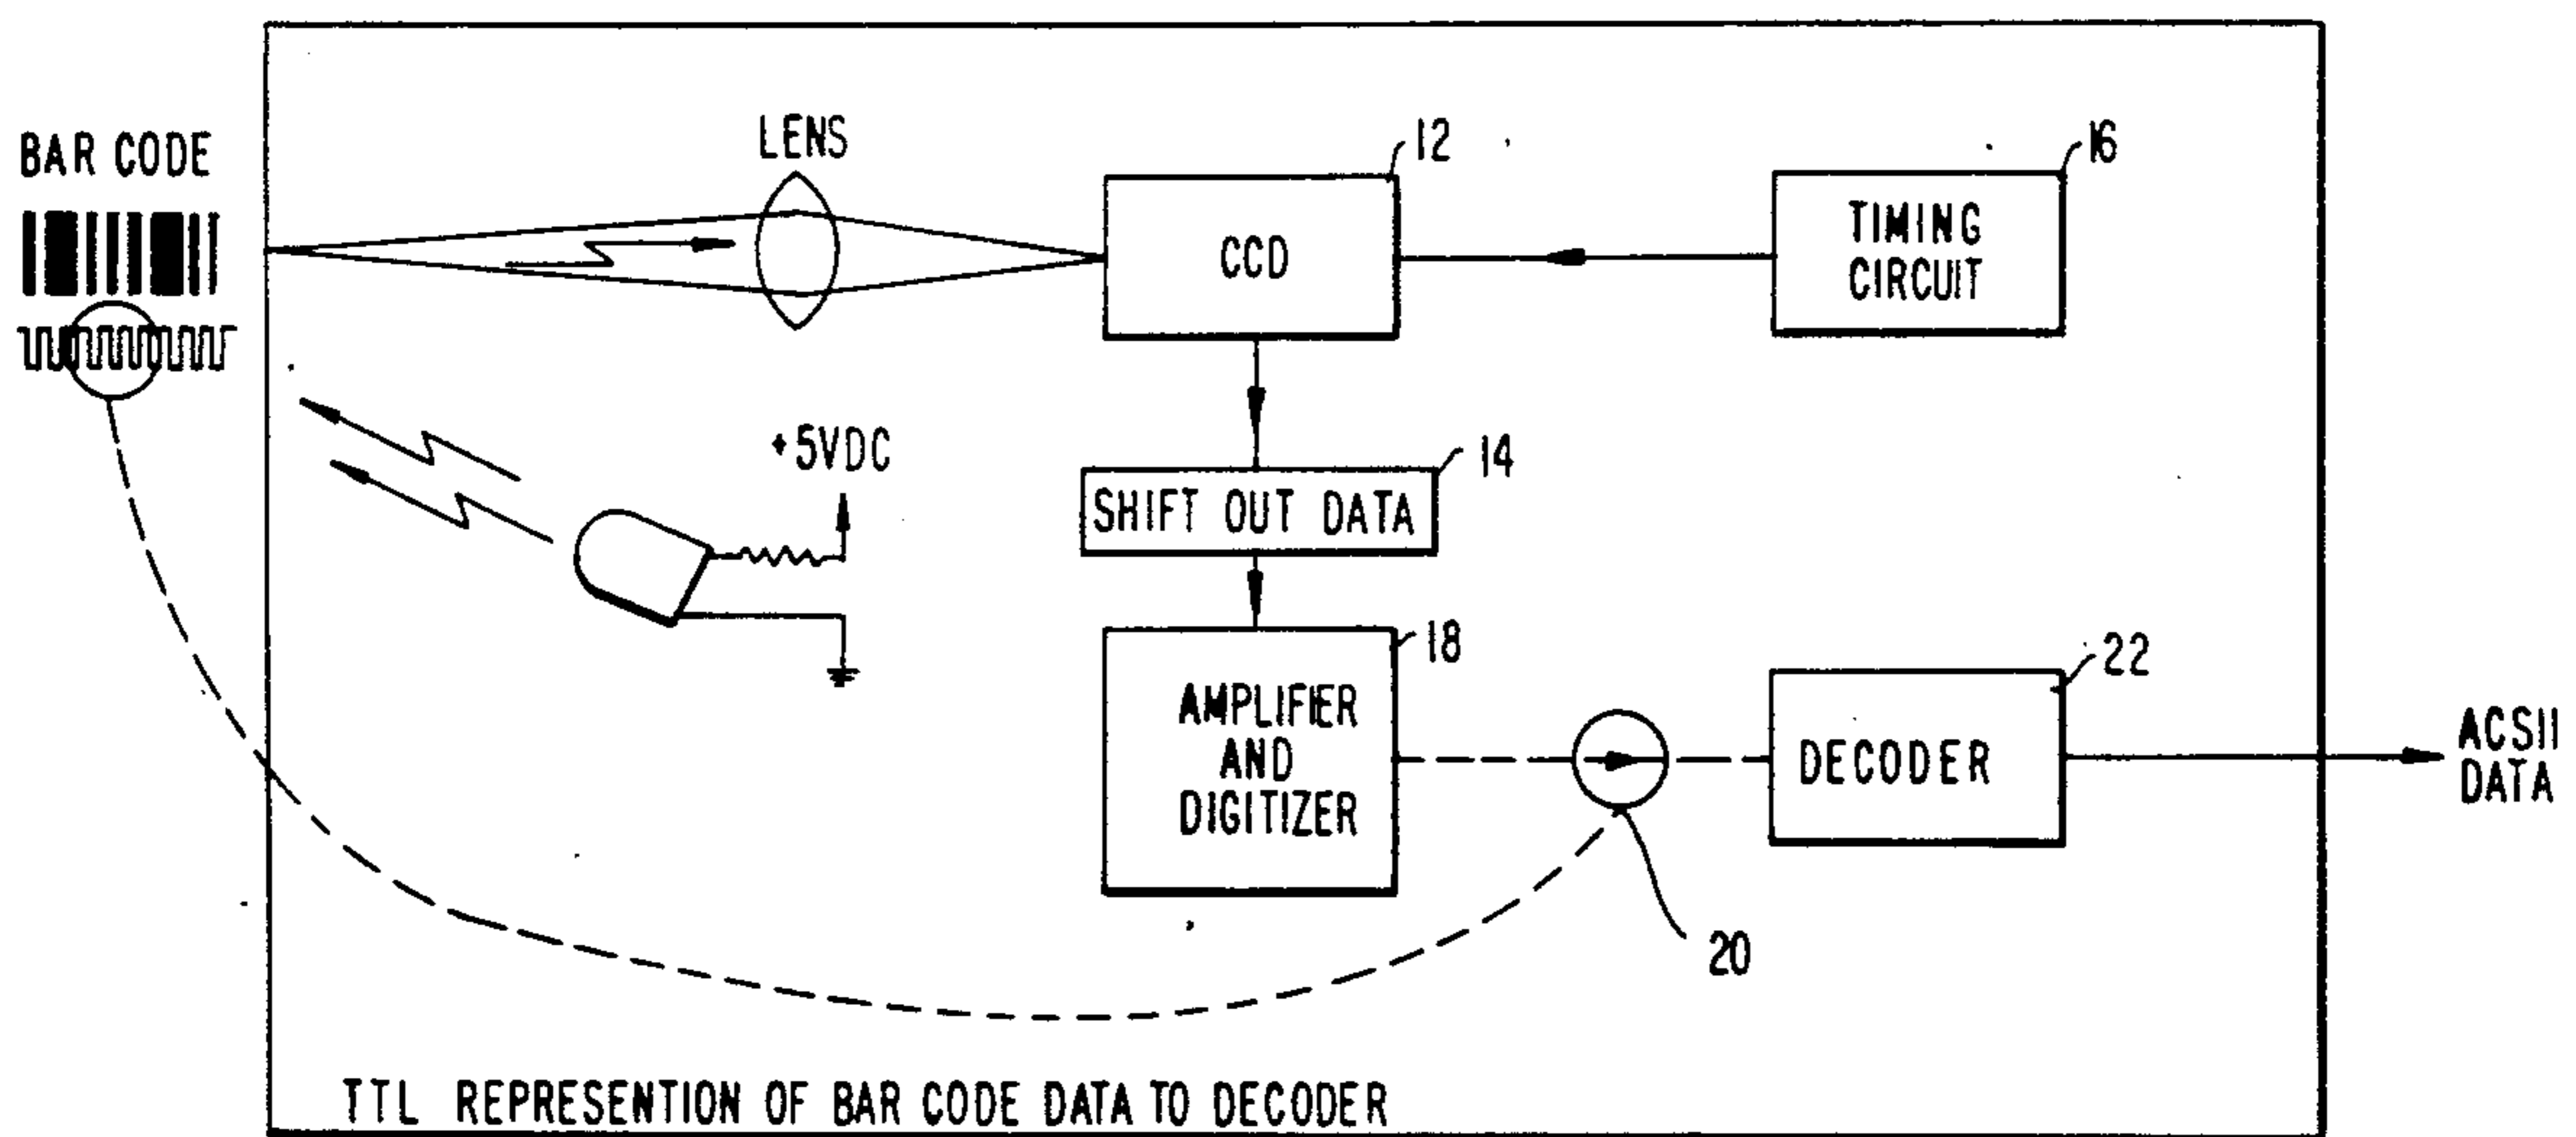 BAR CODE
LENS
12
CCD
16
TIMING
CIRCUIT
+5VDC
14
SHIFT OUT DATA
18
AMPLIFIER
AND
DIGITIZER
20
22
DECODER
ACSII
DATA
TTL REPRESENTION OF BAR CODE DATA TO DECODER